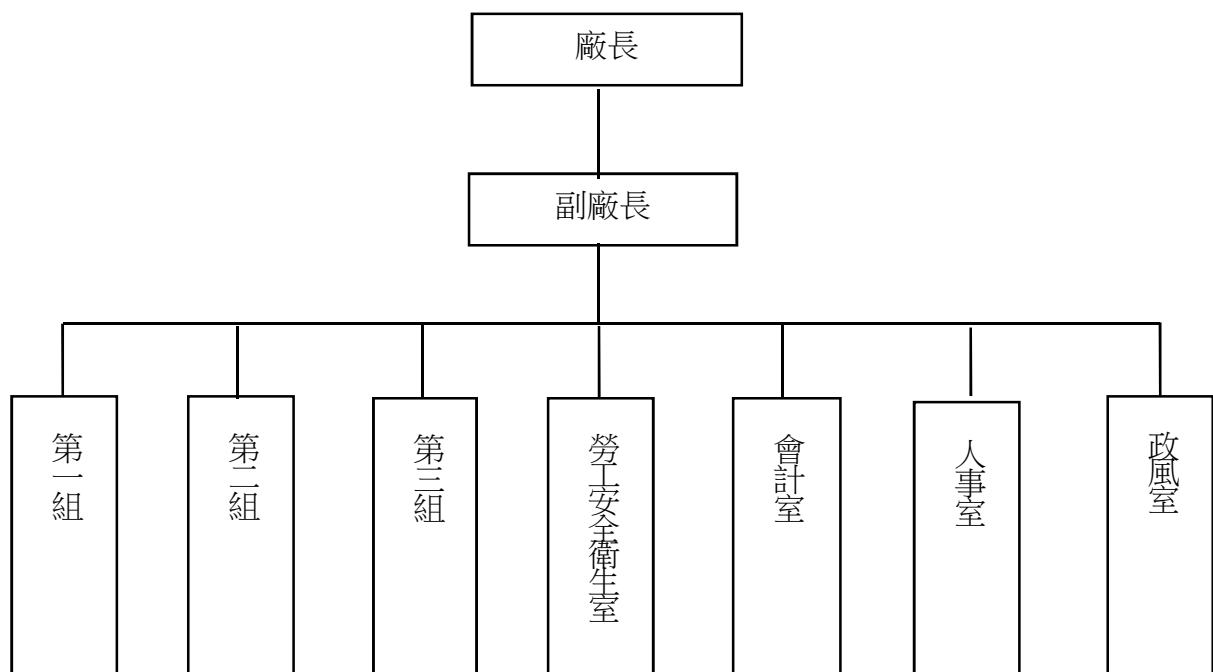 廠長
副廠長
第一組
第二組
第三組
勞工安全衛生室
會計室
人事室
政風室